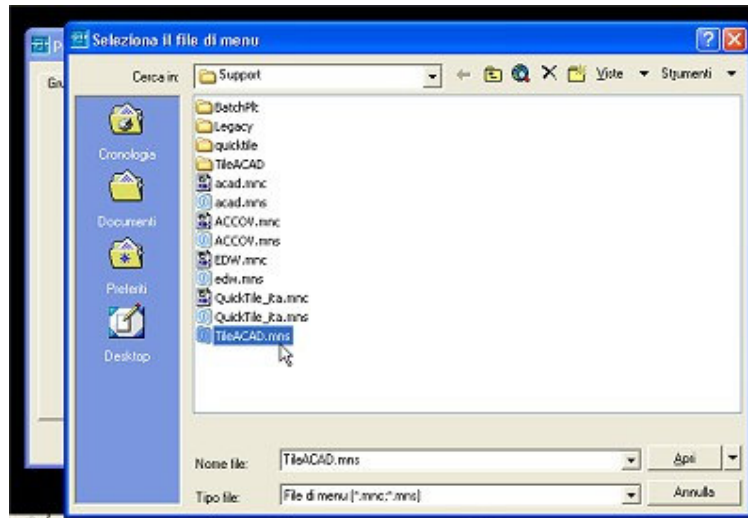 Seleziona il file di menu
Cerca in:
Support
Viste
Strumenti
Cronologia
Documenti
Preferiti
Desktop
BatchPlt
Legacy
quicktile
TileACAD
acad.mnc
acad.mns
ACCOV.mnc
ACCOV.mns
EDW.mnc
edw.mns
QuickTile_ita.mnc
QuickTile_ita.mns
TileACAD.mns
Nome file:
TileACAD.mns
Apri
Tipo file:
File di menu (*.mnc;*.mns)
Annulla